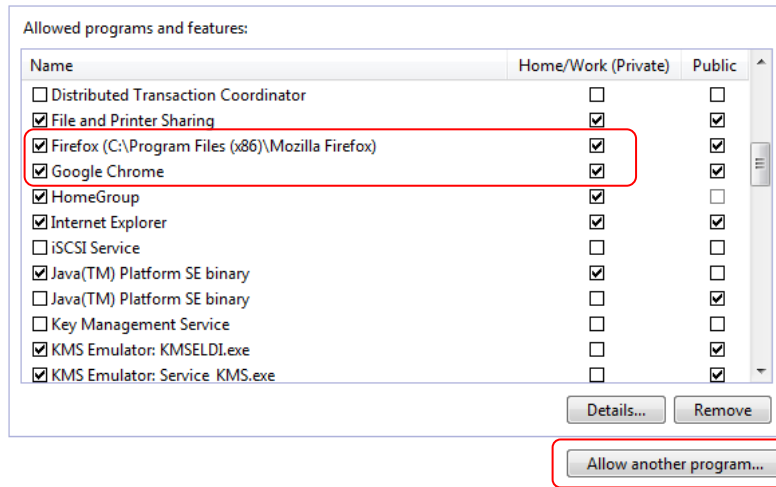 Allowed programs and features:
Name Home/Work (Private) Public
Distributed Transaction Coordinator
File and Printer Sharing
Firefox (C:\Program Files (x86)\Mozilla Firefox)
Google Chrome
HomeGroup
Internet Explorer
iSCSI Service
Java(TM) Platform SE binary
Java(TM) Platform SE binary
Key Management Service
KMS Emulator: KMSELDI.exe
KMS Emulator: Service_KMS.exe
Details... Remove
Allow another program...